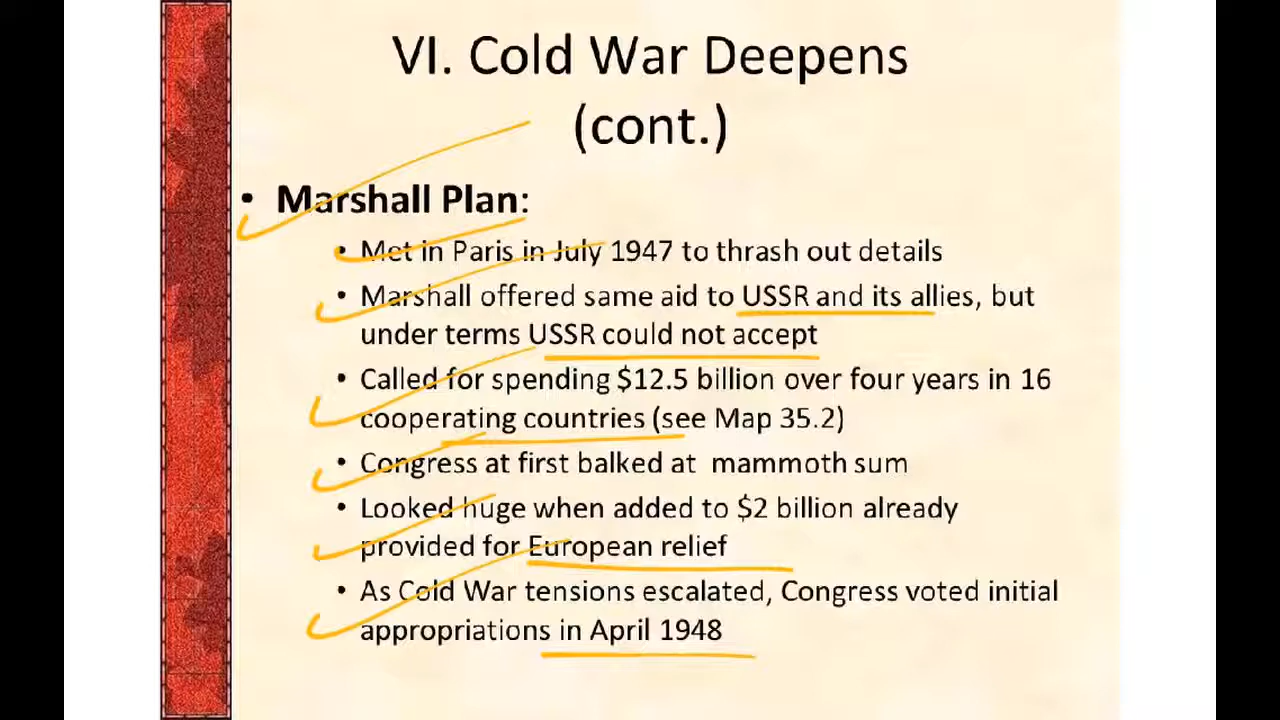 VI. Cold War Deepens
(cont.)
• Marshall Plan:
• Met in Paris in July 1947 to thrash out details
• Marshall offered same aid to USSR and its allies, but
under terms USSR could not accept
• Called for spending $12.5 billion over four years in 16
cooperating countries (see Map 35.2)
• Congress at first balked at mammoth sum
• Looked huge when added to $2 billion already
provided for European relief
• As Cold War tensions escalated, Congress voted initial
appropriations in April 1948